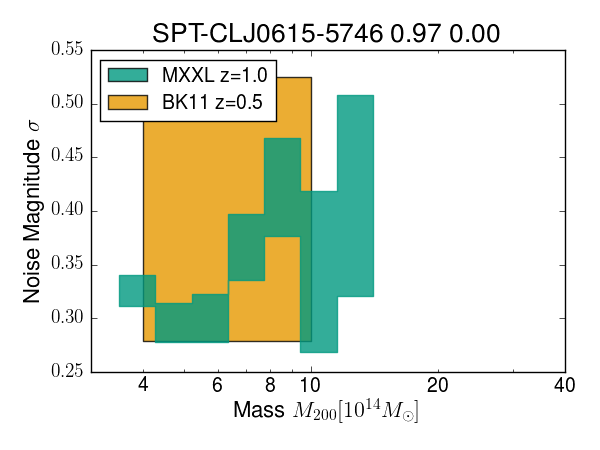 SPT-CLJ0615-5746 0.97 0.00
0.55
0.50
0.45
0.40
0.35
0.30
0.25
Noise Magnitude σ
MXXL z=1.0
BK11 z=0.5
4 6 8 10 20 40
Mass M₂₀₀[10¹⁴M☉]